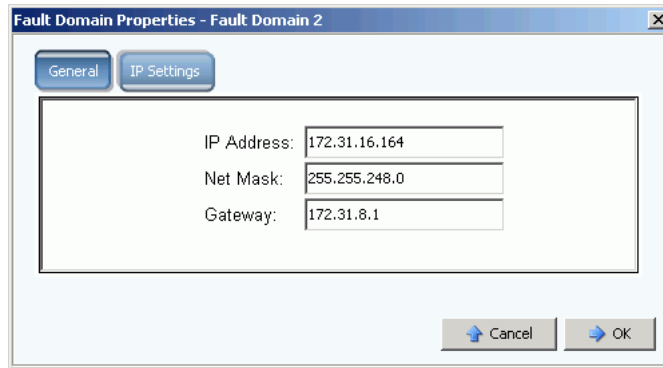 Fault Domain Properties - Fault Domain 2
General IP Settings
IP Address: 172.31.16.164
Net Mask: 255.255.248.0
Gateway: 172.31.8.1
Cancel OK